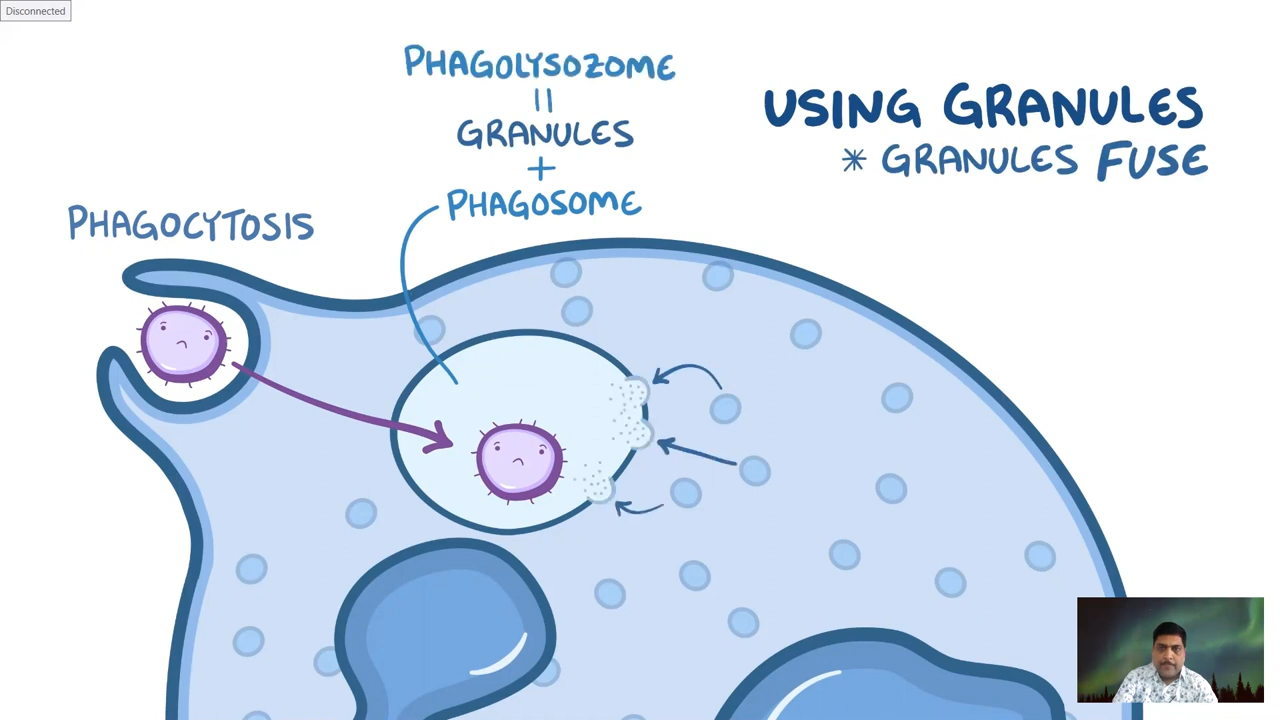 Disconnected
PHAGOLYSOZOME
=
GRANULES
+
PHAGOSOME
USING GRANULES
* GRANULES FUSE
PHAGOCYTOSIS